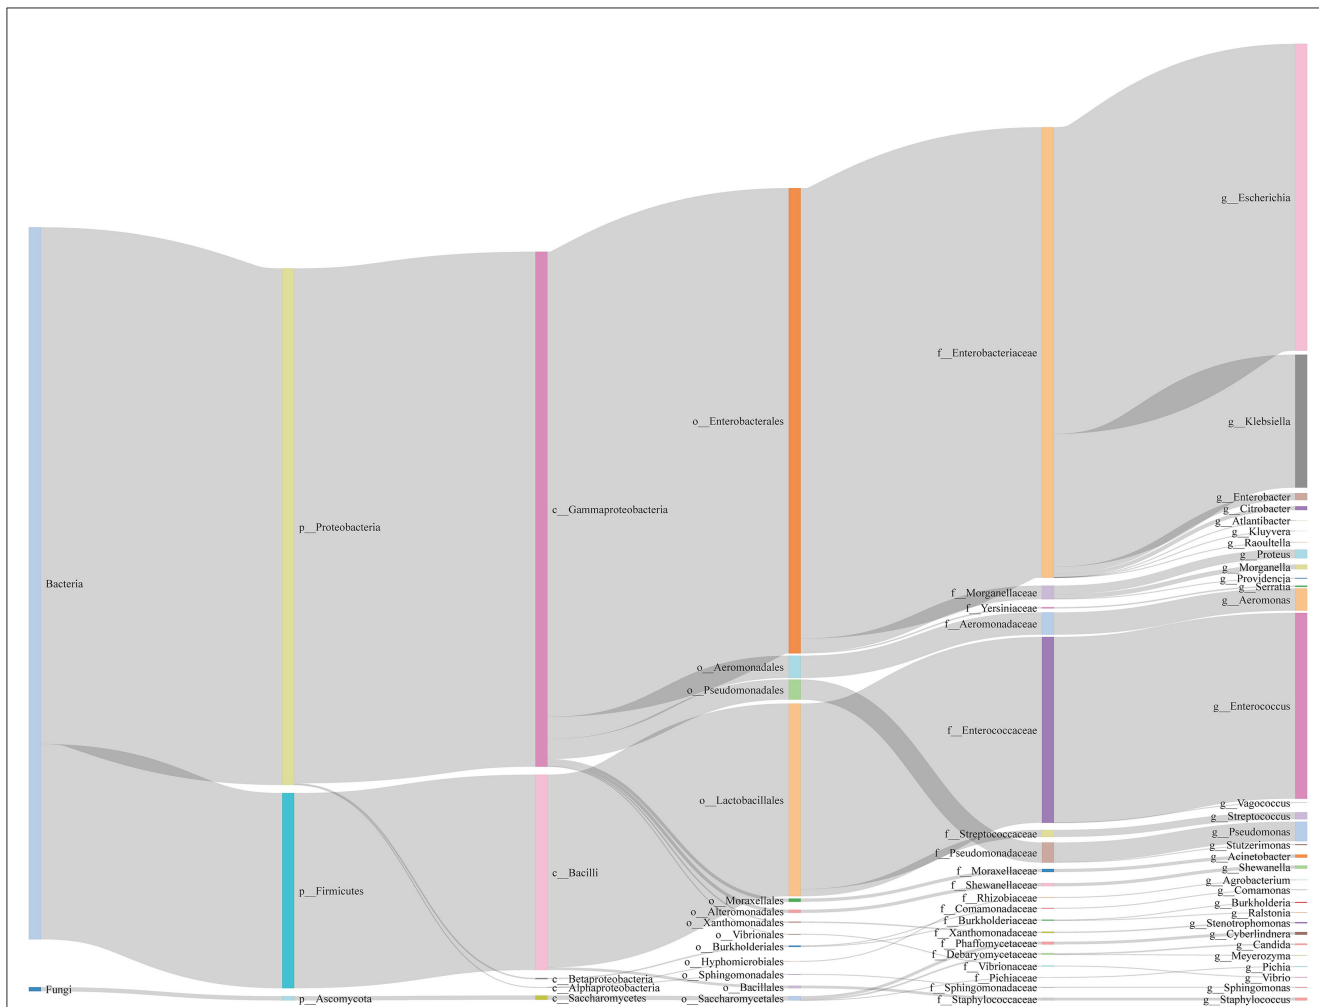 Bacteria
Fungi
p__Proteobacteria
p__Firmicutes
p__Ascomycota
c__Gammaproteobacteria
c__Bacilli
c__Betaproteobacteria
c__Alphaproteobacteria
c__Saccharomycetes
o__Enterobacterales
o__Aeromonadales
o__Pseudomonadales
o__Lactobacillales
o__Moraxellales
o__Alteromonadales
o__Xanthomonadales
o__Vibrionales
o__Burkholderiales
o__Hyphomicrobiales
o__Sphingomonadales
o__Bacillales
o__Saccharomycetales
f__Enterobacteriaceae
f__Morganellaceae
f__Yersiniaceae
f__Aeromonadaceae
f__Enterococcaceae
f__Streptococcaceae
f__Pseudomonadaceae
f__Moraxellaceae
f__Shewanellaceae
f__Rhizobiaceae
f__Comamonadaceae
f__Burkholderiaceae
f__Xanthomonadaceae
f__Phaffomycetaceae
f__Debaryomycetaceae
f__Vibrionaceae
f__Pichiaceae
f__Sphingomonadaceae
f__Staphylococcaceae
g__Escherichia
g__Klebsiella
g__Enterobacter
g__Citrobacter
g__Atlantibacter
g__Kluyvera
g__Raoultella
g__Proteus
g__Morganella
g__Providencia
g__Serratia
g__Aeromonas
g__Enterococcus
g__Vagococcus
g__Streptococcus
g__Pseudomonas
g__Stutzerimonas
g__Acinetobacter
g__Shewanella
g__Agrobacterium
g__Comamonas
g__Burkholderia
g__Ralstonia
g__Stenotrophomonas
g__Cyberlindnera
g__Candida
g__Meyerozyma
g__Pichia
g__Vibrio
g__Sphingomonas
g__Staphylococcus